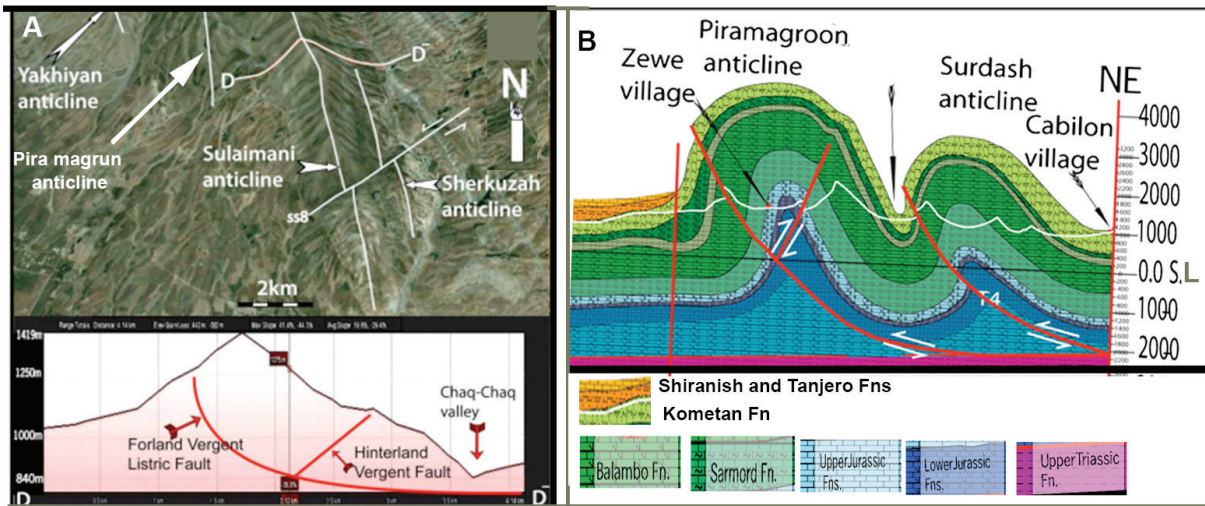 A
Yakhiyan
anticline
D
D
N
Pira magrun
anticline
Sulaimani
anticline
Sherkuzah
anticline
ss8
2km
1419m
1250m
1000m
840m
Chaq-Chaq
valley
Forland Vergent
Listric Fault
Hinterland
Vergent Fault
D
D
B
Piramagroon
anticline
Zewe
village
Surdash
anticline
NE
Cabilon
village
4000
3000
2000
1000
0.0 S.L
1000
2000
T4
Shiranish and Tanjero Fns
Kometan Fn
Balambo Fn.
Sarmord Fn.
UpperJurassic
Fns.
LowerJurassic
Fns.
UpperTriassic
Fn.